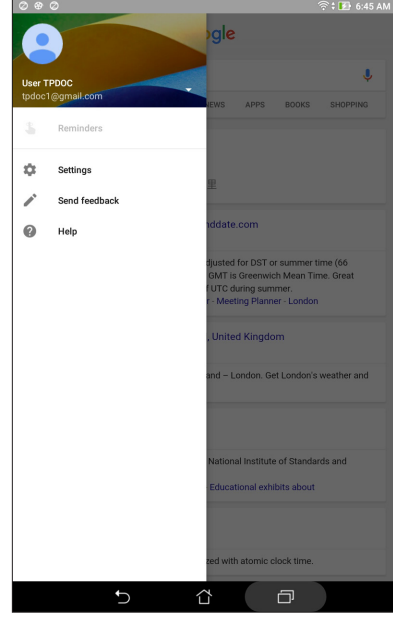 6:45 AM
ogle
User TPDOC
tpdoc1@gmail.com
EWS APPS BOOKS SHOPPING
Reminders
Settings
里
Send feedback
Help
nddate.com
djusted for DST or summer time (66
GMT is Greenwich Mean Time. Great
f UTC during summer.
r - Meeting Planner - London
, United Kingdom
and – London. Get London's weather and
National Institute of Standards and
Educational exhibits about
zed with atomic clock time.